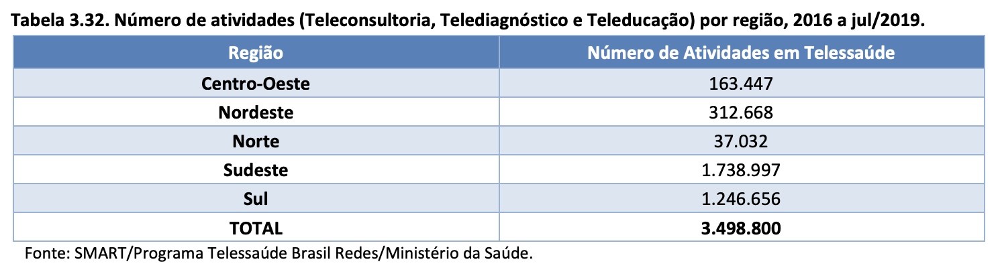 Tabela 3.32. Número de atividades (Teleconsultoria, Telediagnóstico e Teleducação) por região, 2016 a jul/2019.
Região Número de Atividades em Telessaúde
Centro-Oeste 163.447
Nordeste 312.668
Norte 37.032
Sudeste 1.738.997
Sul 1.246.656
TOTAL 3.498.800
Fonte: SMART/Programa Telessaúde Brasil Redes/Ministério da Saúde.